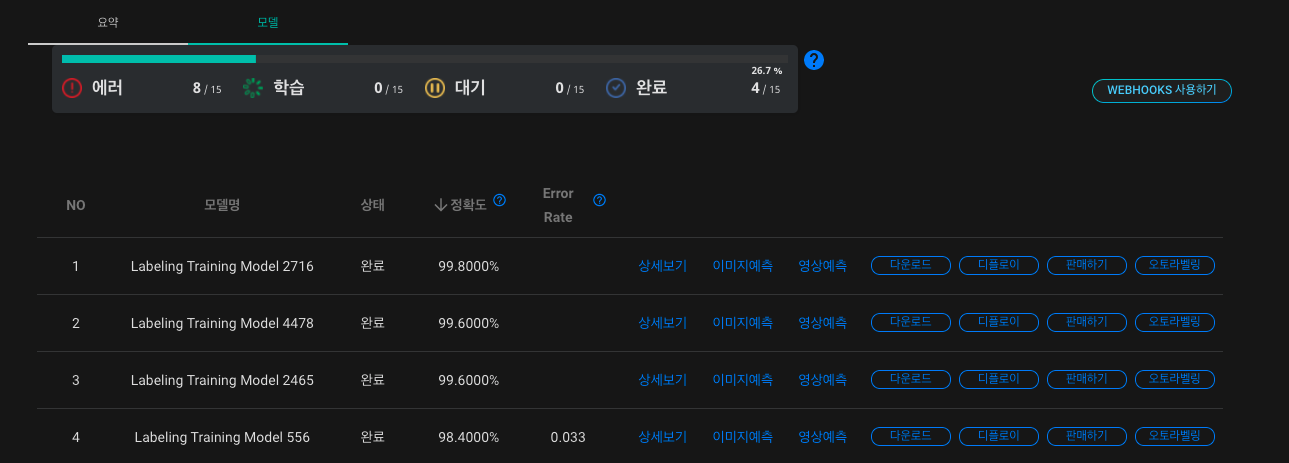 요약 모델
26.7 %
에러 8 / 15 학습 0 / 15 대기 0 / 15 완료 4 / 15
WEBHOOKS 사용하기
NO 모델명 상태 정확도 Error Rate
1 Labeling Training Model 2716 완료 99.8000% 상세보기 이미지예측 영상예측 다운로드 디플로이 판매하기 오토라벨링
2 Labeling Training Model 4478 완료 99.6000% 상세보기 이미지예측 영상예측 다운로드 디플로이 판매하기 오토라벨링
3 Labeling Training Model 2465 완료 99.6000% 상세보기 이미지예측 영상예측 다운로드 디플로이 판매하기 오토라벨링
4 Labeling Training Model 556 완료 98.4000% 0.033 상세보기 이미지예측 영상예측 다운로드 디플로이 판매하기 오토라벨링